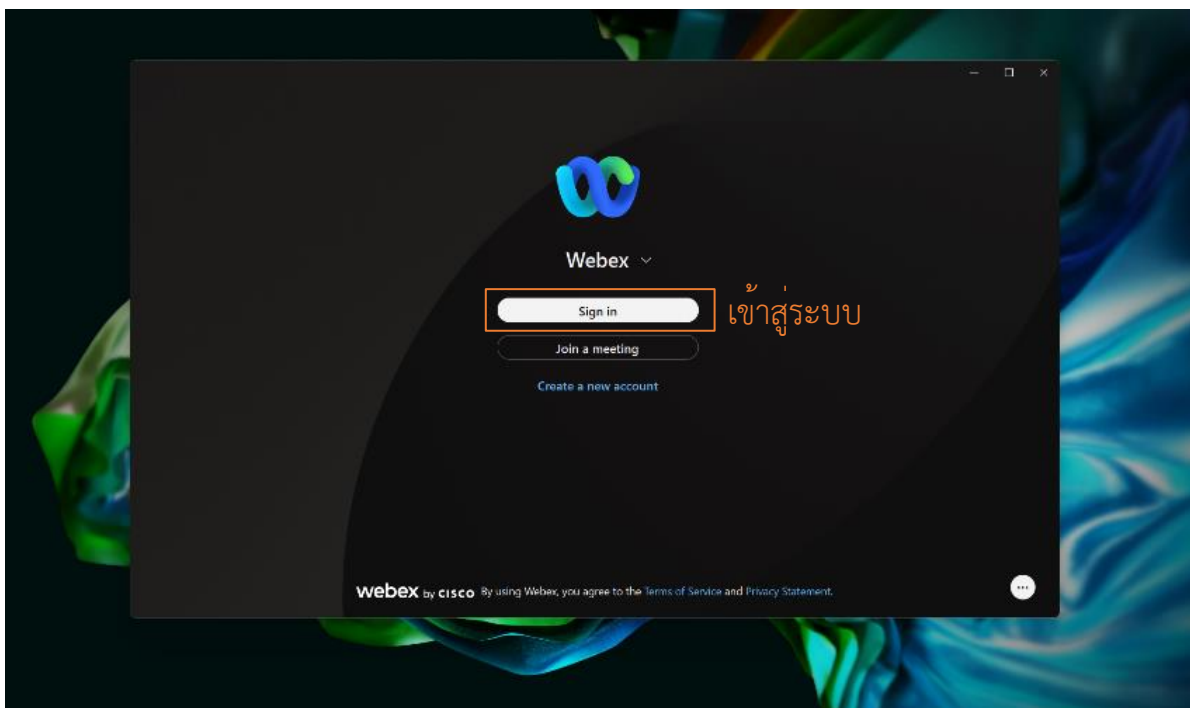 Webex
Sign in
เข้าสู่ระบบ
Join a meeting
Create a new account
webex by CISCO By using Webex, you agree to the Terms of Service and Privacy Statement.